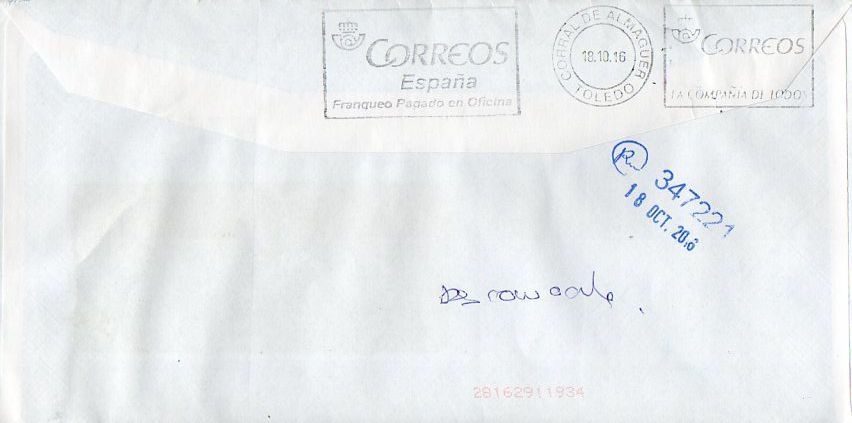 CORREOS
España
Franqueo Pagado en Oficina
CORRAL DE ALMAGUER
18.10.16
TOLEDO
CORREOS
LA COMPAÑIA DE TODOS
347221
18 OCT. 2016
28162911934